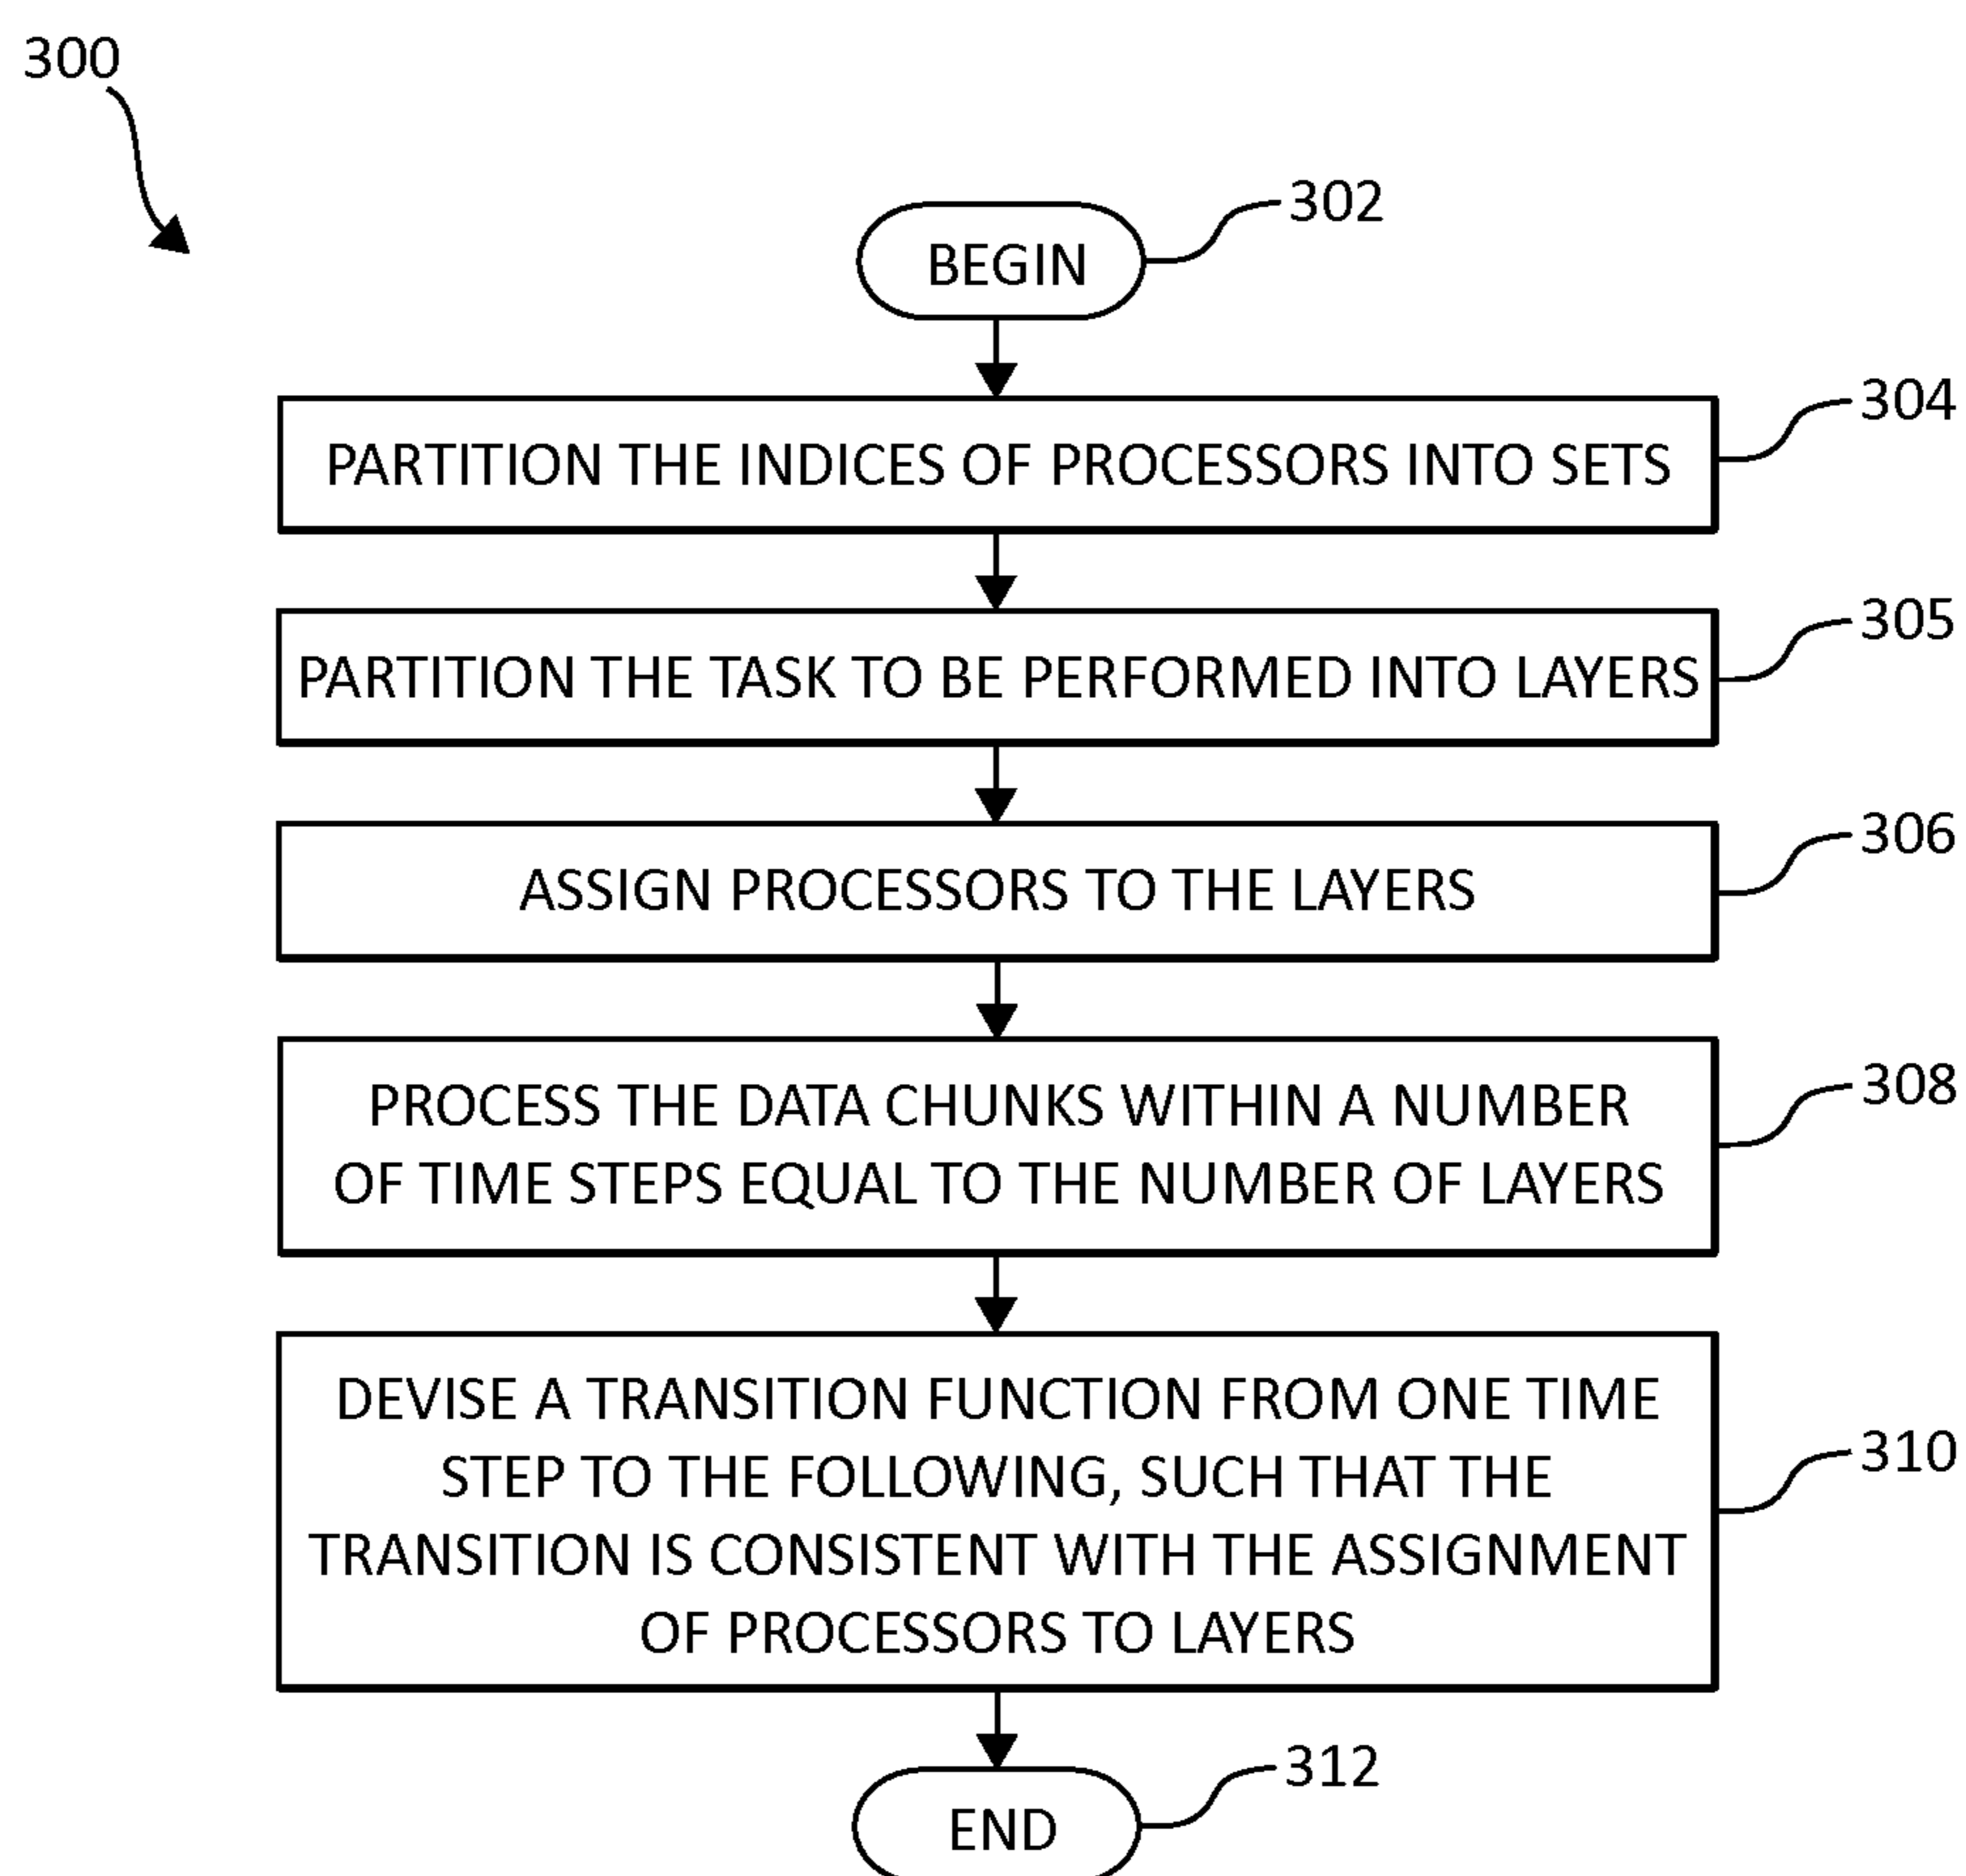 300
302
BEGIN
304
PARTITION THE INDICES OF PROCESSORS INTO SETS
305
PARTITION THE TASK TO BE PERFORMED INTO LAYERS
306
ASSIGN PROCESSORS TO THE LAYERS
308
PROCESS THE DATA CHUNKS WITHIN A NUMBER
OF TIME STEPS EQUAL TO THE NUMBER OF LAYERS
310
DEVISE A TRANSITION FUNCTION FROM ONE TIME
STEP TO THE FOLLOWING, SUCH THAT THE
TRANSITION IS CONSISTENT WITH THE ASSIGNMENT
OF PROCESSORS TO LAYERS
312
END